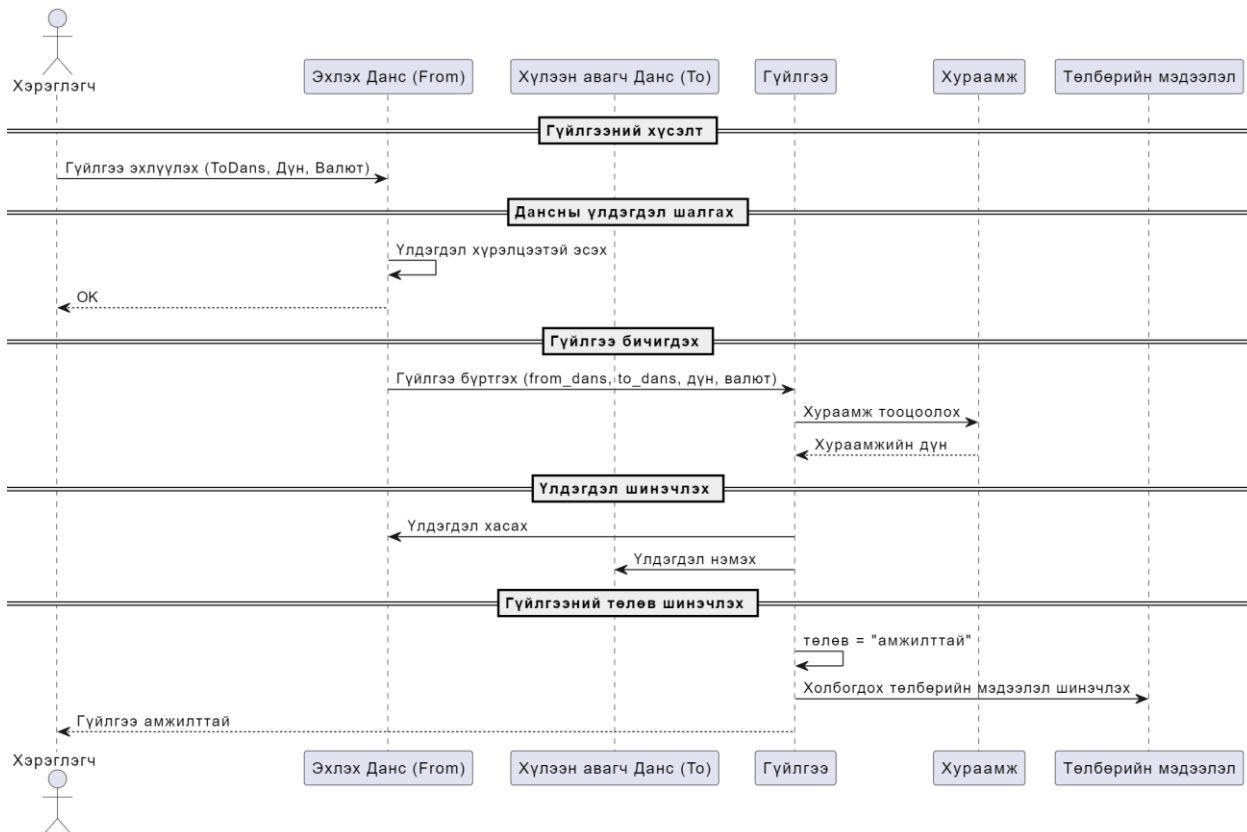 Хэрэглэгч
Эхлэх Данс (From)
Хүлээн авагч Данс (To)
Гүйлгээ
Хураамж
Төлбөрийн мэдээлэл
Гүйлгээний хүсэлт
Гүйлгээ эхлүүлэх (ToDans, Дүн, Валют)
Дансны үлдэгдэл шалгах
Үлдэгдэл хүрэлцээтэй эсэх
OK
Гүйлгээ бичигдэх
Гүйлгээ бүртгэх (from_dans, to_dans, дүн, валют)
Хураамж тооцоолох
Хураамжийн дүн
Үлдэгдэл шинэчлэх
Үлдэгдэл хасах
Үлдэгдэл нэмэх
Гүйлгээний төлөв шинэчлэх
төлөв = "амжилттай"
Холбогдох төлбөрийн мэдээлэл шинэчлэх
Гүйлгээ амжилттай
Хэрэглэгч
Эхлэх Данс (From)
Хүлээн авагч Данс (To)
Гүйлгээ
Хураамж
Төлбөрийн мэдээлэл